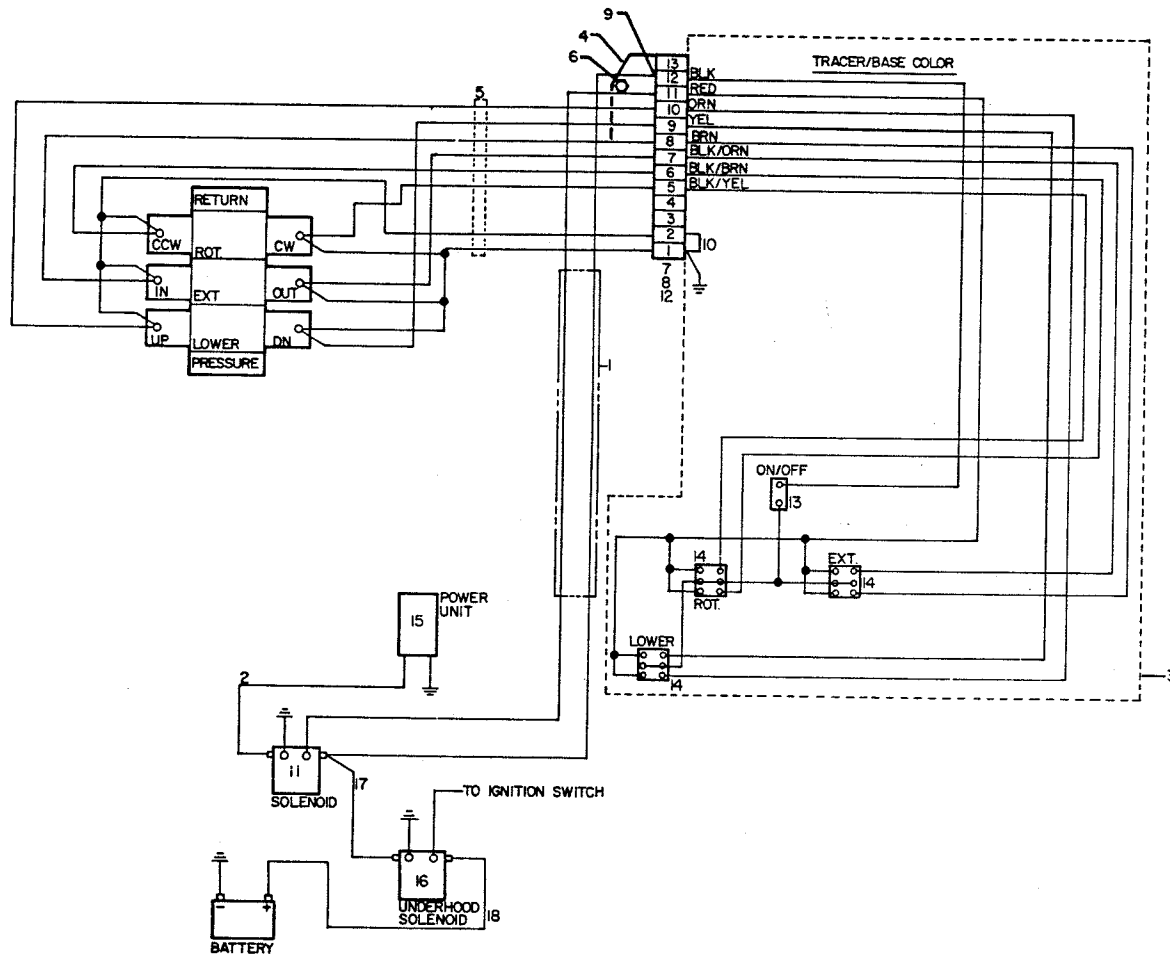 9
4
6
TRACER/BASE COLOR
13
12 BLK
11 RED
10 ORN
9 YEL
8 BRN
7 BLK/ORN
6 BLK/BRN
5 BLK/YEL
4
3
2
1
10
7
8
12
5
RETURN
CCW ROT. CW
IN EXT OUT
UP LOWER DN
PRESSURE
1
ON/OFF
13
14
ROT.
EXT.
14
LOWER
14
3
15
POWER
UNIT
2
11
SOLENOID
17
TO IGNITION SWITCH
16
UNDERHOOD
SOLENOID
18
- +
BATTERY